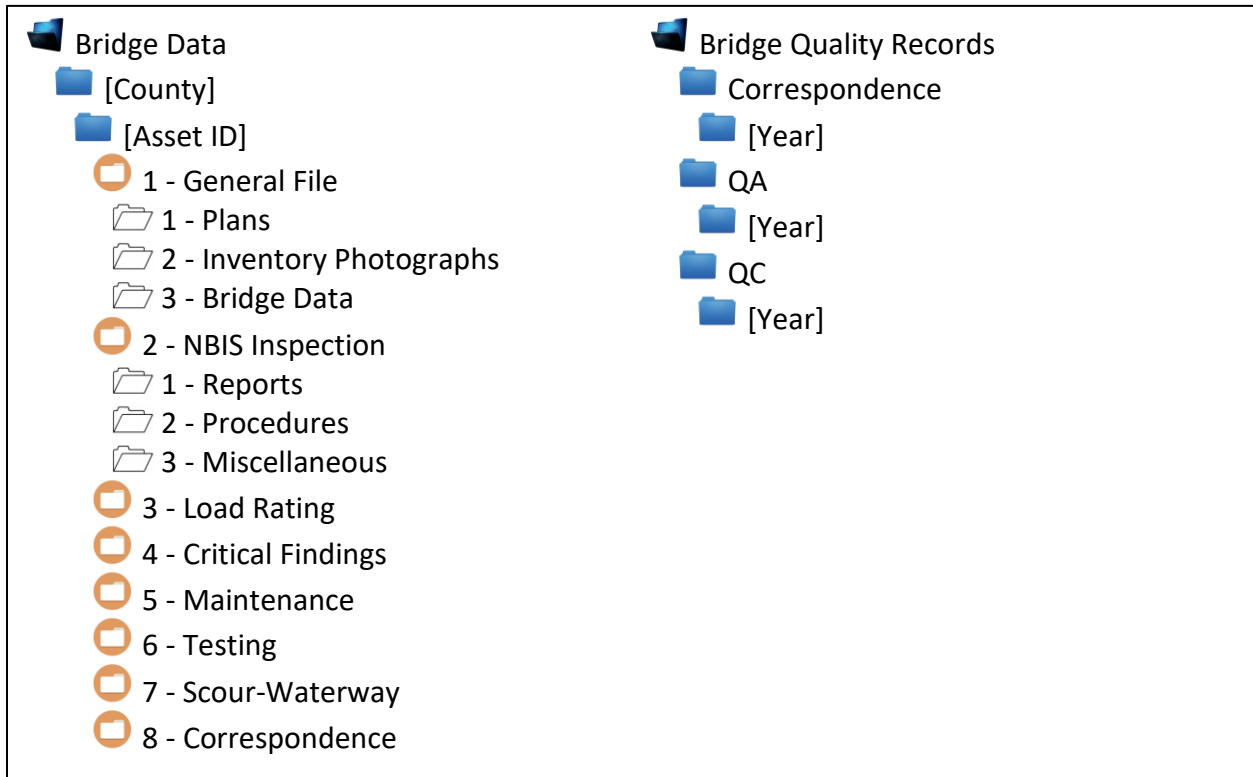 Bridge Data
[County]
[Asset ID]
1 - General File
1 - Plans
2 - Inventory Photographs
3 - Bridge Data
2 - NBIS Inspection
1 - Reports
2 - Procedures
3 - Miscellaneous
3 - Load Rating
4 - Critical Findings
5 - Maintenance
6 - Testing
7 - Scour-Waterway
8 - Correspondence
Bridge Quality Records
Correspondence
[Year]
QA
[Year]
QC
[Year]